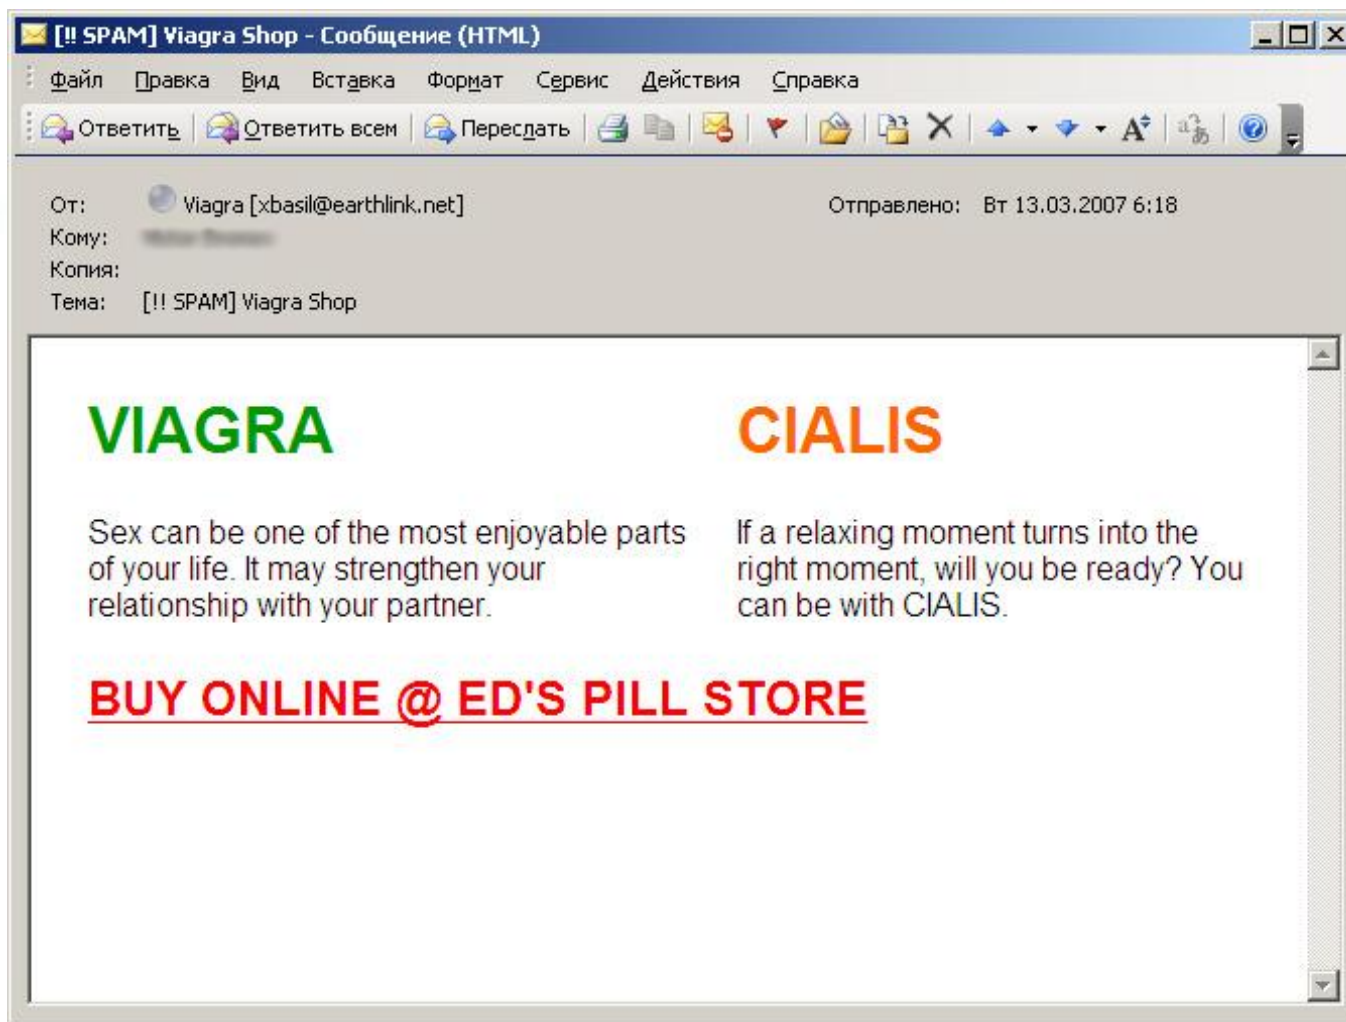 [!! SPAM] Viagra Shop - Сообщение (HTML)
Файл Правка Вид Вставка Формат Сервис Действия Справка
Ответить Ответить всем Переслать
От: Viagra [xbasil@earthlink.net] Отправлено: Вт 13.03.2007 6:18
Кому:
Копия:
Тема: [!! SPAM] Viagra Shop
VIAGRA
Sex can be one of the most enjoyable parts
of your life. It may strengthen your
relationship with your partner.
CIALIS
If a relaxing moment turns into the
right moment, will you be ready? You
can be with CIALIS.
BUY ONLINE @ ED'S PILL STORE